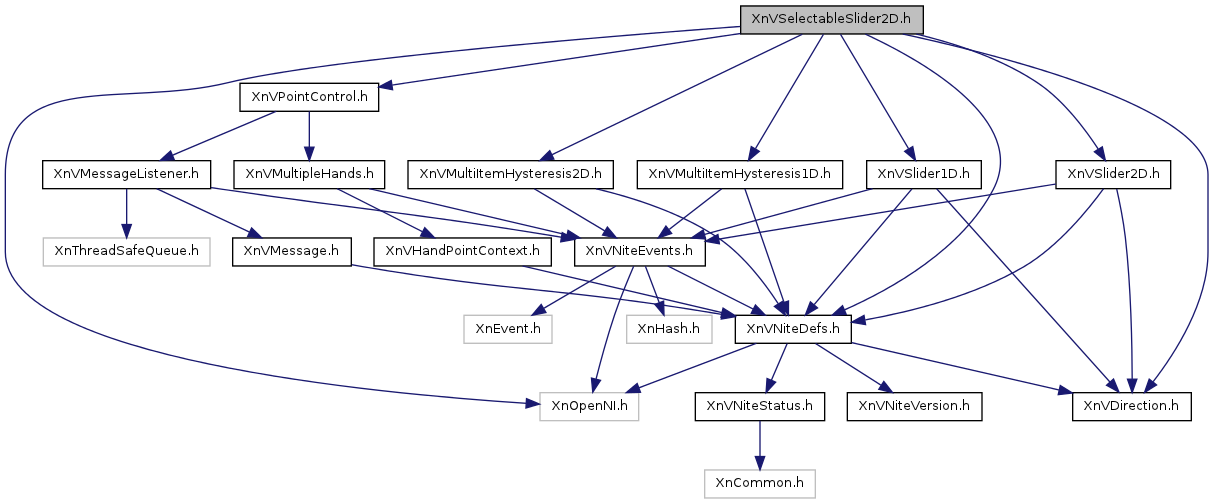 XnVSelectableSlider2D.h
XnVPointControl.h
XnVMessageListener.h
XnVMultipleHands.h
XnVMultiItemHysteresis2D.h
XnVMultiItemHysteresis1D.h
XnVSlider1D.h
XnVSlider2D.h
XnThreadSafeQueue.h
XnVMessage.h
XnVHandPointContext.h
XnVNiteEvents.h
XnEvent.h
XnHash.h
XnVNiteDefs.h
XnOpenNI.h
XnVNiteStatus.h
XnVNiteVersion.h
XnVDirection.h
XnCommon.h